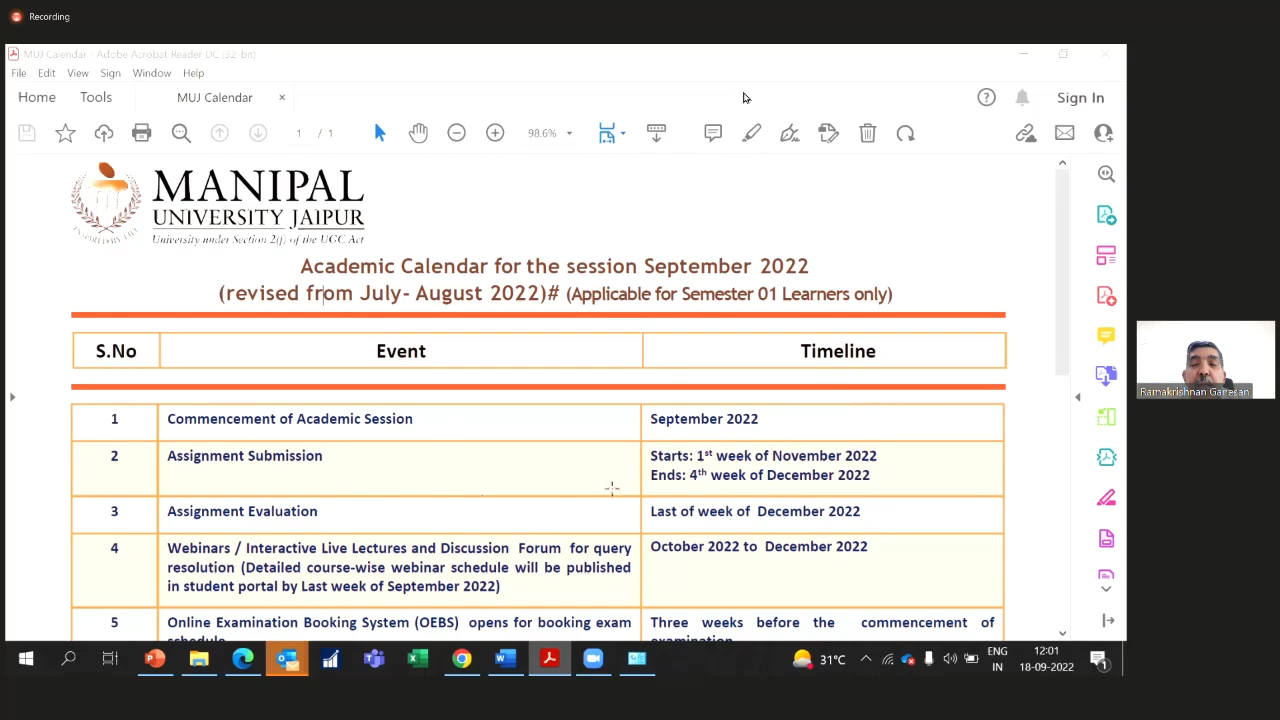 Recording
MUJ Calendar - Adobe Acrobat Reader DC (32-bit)
File Edit View Sign Window Help
Home Tools MUJ Calendar × Sign In
1 / 1 98.6%
MANIPAL
UNIVERSITY JAIPUR
University under Section 2(f) of the UGC Act
INSPIRED BY LIFE
Academic Calendar for the session September 2022
(revised from July- August 2022)# (Applicable for Semester 01 Learners only)
S.No Event Timeline
1 Commencement of Academic Session September 2022
2 Assignment Submission Starts: 1st week of November 2022
Ends: 4th week of December 2022
3 Assignment Evaluation Last of week of December 2022
4 Webinars / Interactive Live Lectures and Discussion Forum for query October 2022 to December 2022
resolution (Detailed course-wise webinar schedule will be published
in student portal by Last week of September 2022)
5 Online Examination Booking System (OEBS) opens for booking exam Three weeks before the commencement of
schedule examination
Ramakrishnan Ganesan
31°C ENG 12:01
IN 18-09-2022 1